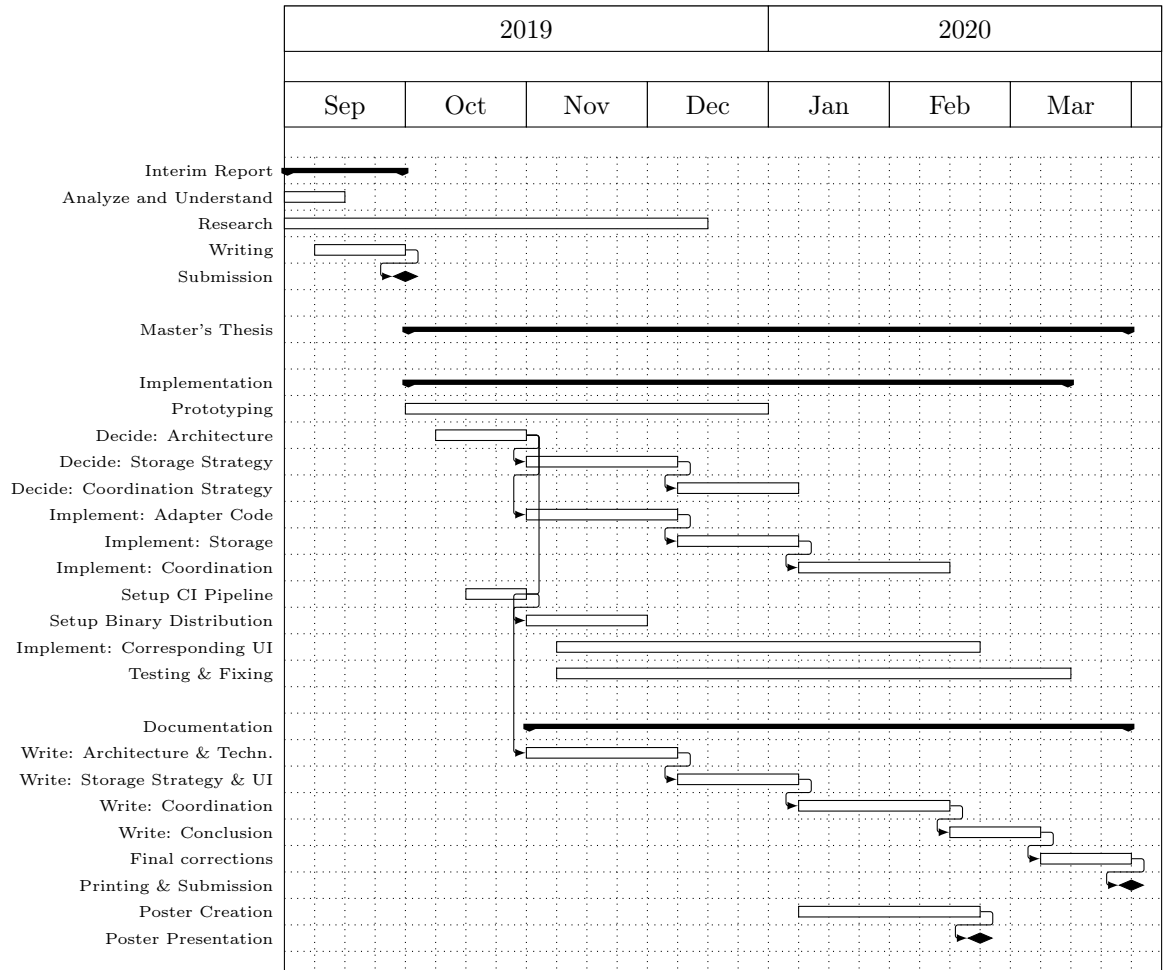 2019 2020
Sep Oct Nov Dec Jan Feb Mar
Interim Report
Analyze and Understand
Research
Writing
Submission
Master's Thesis
Implementation
Prototyping
Decide: Architecture
Decide: Storage Strategy
Decide: Coordination Strategy
Implement: Adapter Code
Implement: Storage
Implement: Coordination
Setup CI Pipeline
Setup Binary Distribution
Implement: Corresponding UI
Testing & Fixing
Documentation
Write: Architecture & Techn.
Write: Storage Strategy & UI
Write: Coordination
Write: Conclusion
Final corrections
Printing & Submission
Poster Creation
Poster Presentation